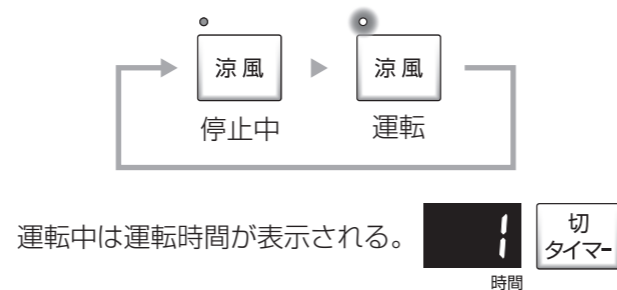 涼風
涼風
停止中
運転
運転中は運転時間が表示される。
1
切
タイマー
時間